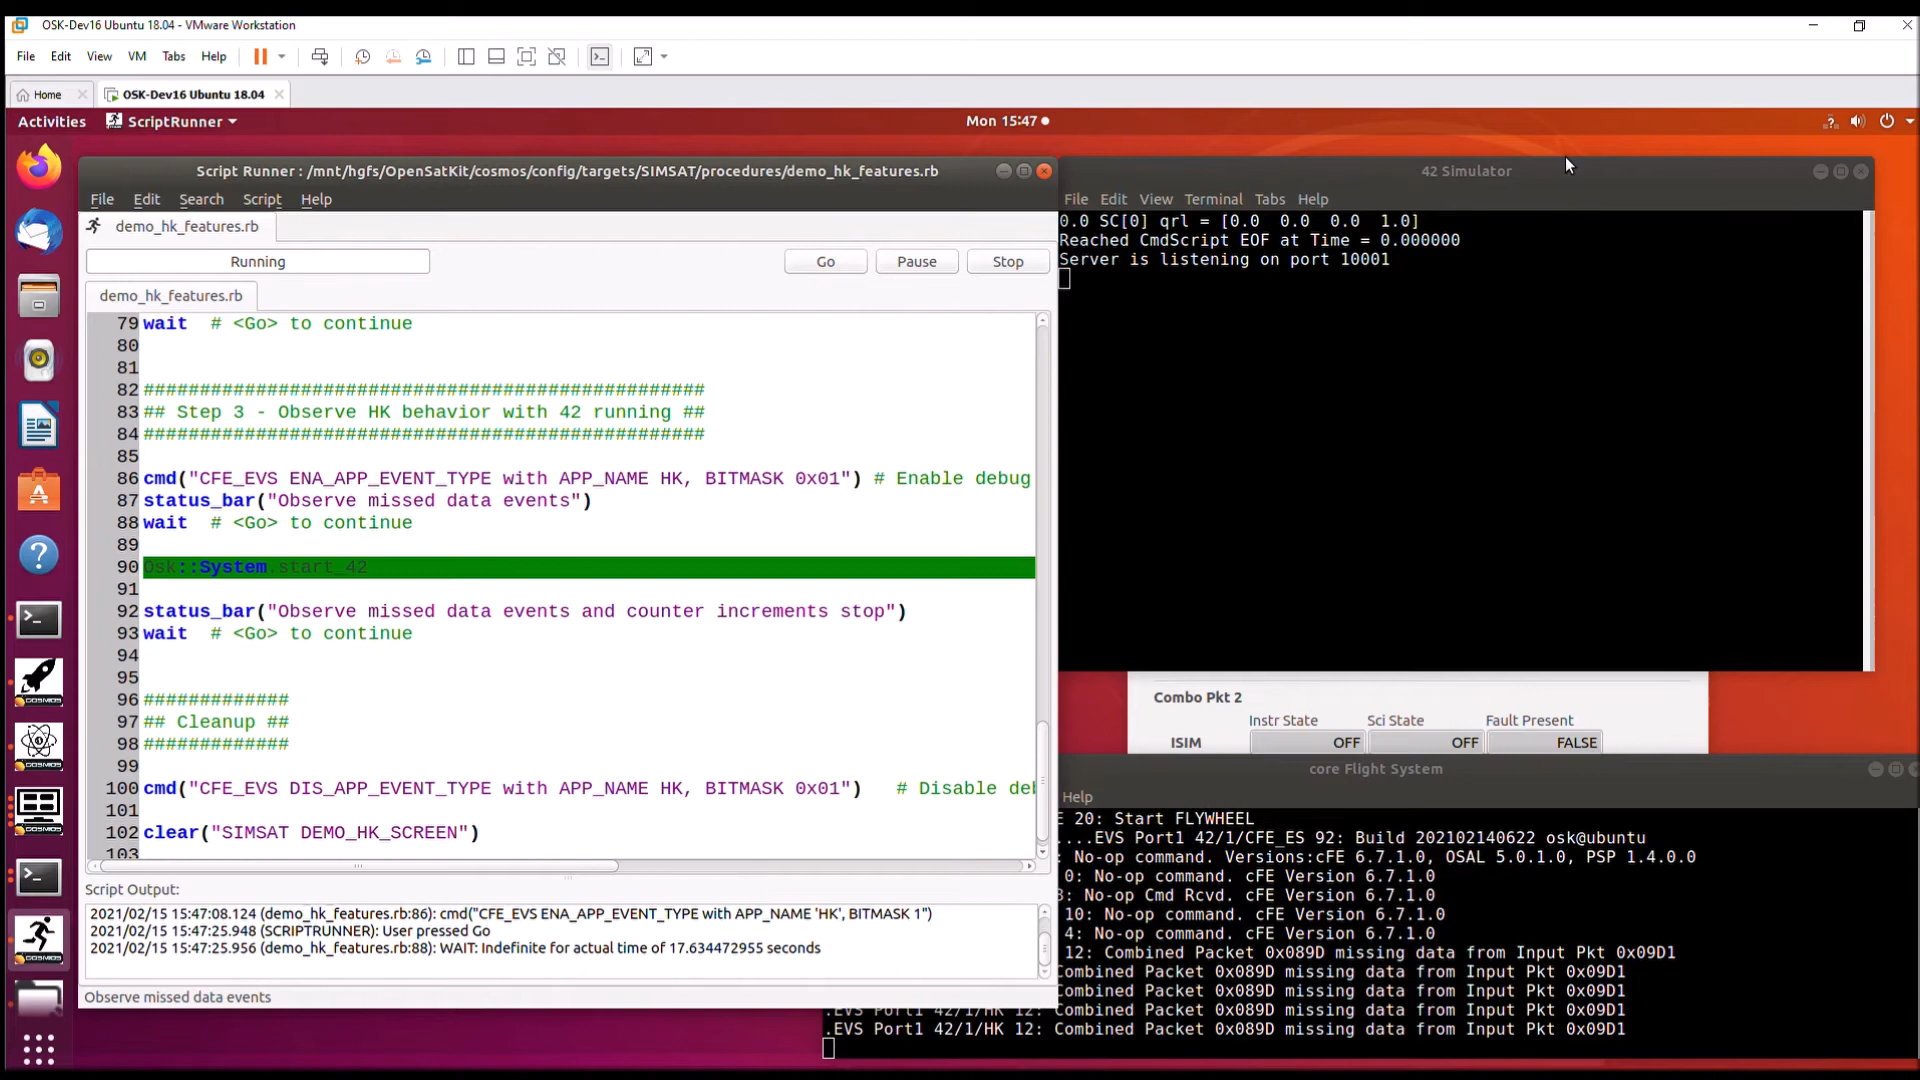 OSK-Dev16 Ubuntu 18.04 - VMware Workstation
File Edit View VM Tabs Help
Home OSK-Dev16 Ubuntu 18.04
Activities ScriptRunner Mon 15:47
Script Runner : /mnt/hgfs/OpenSatKit/cosmos/config/targets/SIMSAT/procedures/demo_hk_features.rb
File Edit Search Script Help
demo_hk_features.rb
Running Go Pause Stop
demo_hk_features.rb
79 wait # <Go> to continue
80
81
82 ##################################################
83 ## Step 3 - Observe HK behavior with 42 running ##
84 ##################################################
85
86 cmd("CFE_EVS ENA_APP_EVENT_TYPE with APP_NAME HK, BITMASK 0x01") # Enable debug
87 status_bar("Observe missed data events")
88 wait # <Go> to continue
89
90 Osk::System.start_42
91
92 status_bar("Observe missed data events and counter increments stop")
93 wait # <Go> to continue
94
95
96 #############
97 ## Cleanup ##
98 #############
99
100 cmd("CFE_EVS DIS_APP_EVENT_TYPE with APP_NAME HK, BITMASK 0x01") # Disable deb
101
102 clear("SIMSAT DEMO_HK_SCREEN")
103
Script Output:
2021/02/15 15:47:08.124 (demo_hk_features.rb:86): cmd("CFE_EVS ENA_APP_EVENT_TYPE with APP_NAME 'HK', BITMASK 1")
2021/02/15 15:47:25.948 (SCRIPTRUNNER): User pressed Go
2021/02/15 15:47:25.956 (demo_hk_features.rb:88): WAIT: Indefinite for actual time of 17.634472955 seconds
Observe missed data events
42 Simulator
File Edit View Terminal Tabs Help
0.0 SC[0] qrl = [0.0 0.0 0.0 1.0]
Reached CmdScript EOF at Time = 0.000000
Server is listening on port 10001
Combo Pkt 2
Instr State Sci State Fault Present
ISIM OFF OFF FALSE
core Flight System
Help
E 20: Start FLYWHEEL
....EVS Port1 42/1/CFE_ES 92: Build 202102140622 osk@ubuntu
: No-op command. Versions:cFE 6.7.1.0, OSAL 5.0.1.0, PSP 1.4.0.0
0: No-op command. cFE Version 6.7.1.0
3: No-op Cmd Rcvd. cFE Version 6.7.1.0
10: No-op command. cFE Version 6.7.1.0
4: No-op command. cFE Version 6.7.1.0
12: Combined Packet 0x089D missing data from Input Pkt 0x09D1
Combined Packet 0x089D missing data from Input Pkt 0x09D1
Combined Packet 0x089D missing data from Input Pkt 0x09D1
.EVS Port1 42/1/HK 12: Combined Packet 0x089D missing data from Input Pkt 0x09D1
.EVS Port1 42/1/HK 12: Combined Packet 0x089D missing data from Input Pkt 0x09D1
COSMOS
COSMOS
COSMOS
COSMOS